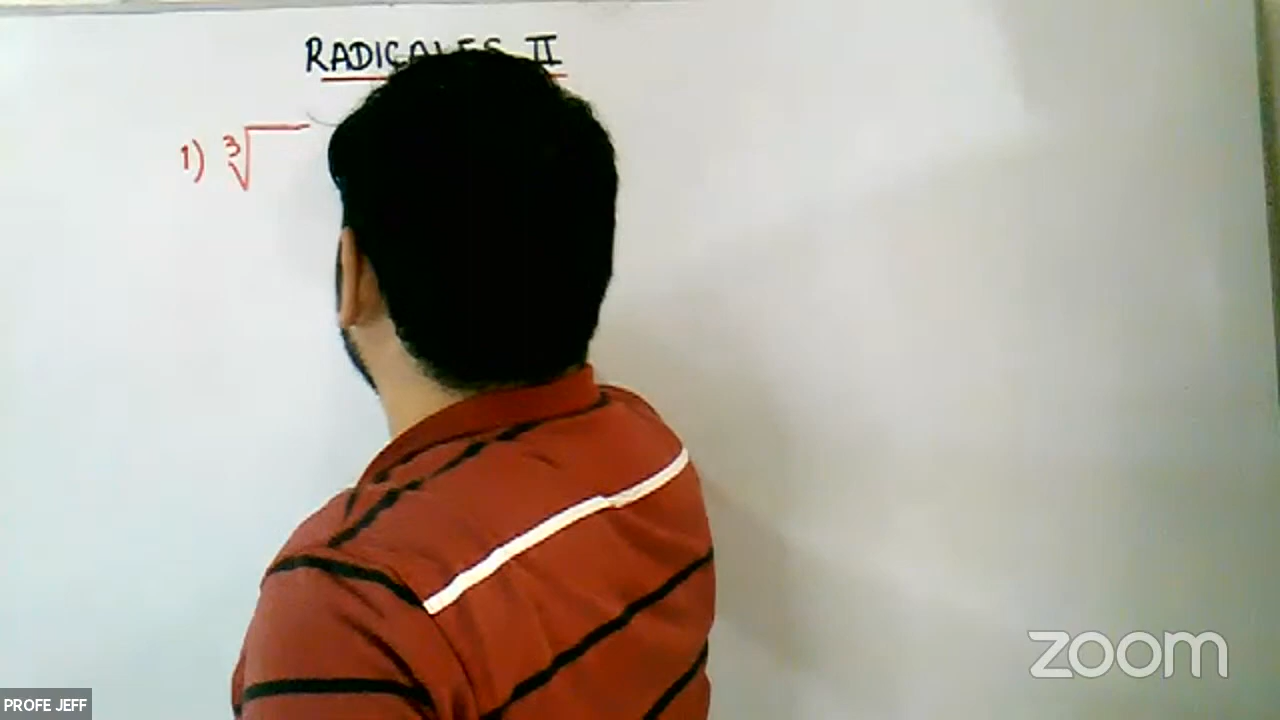 RADICALES II
1) ∛
zoom
PROFE JEFF